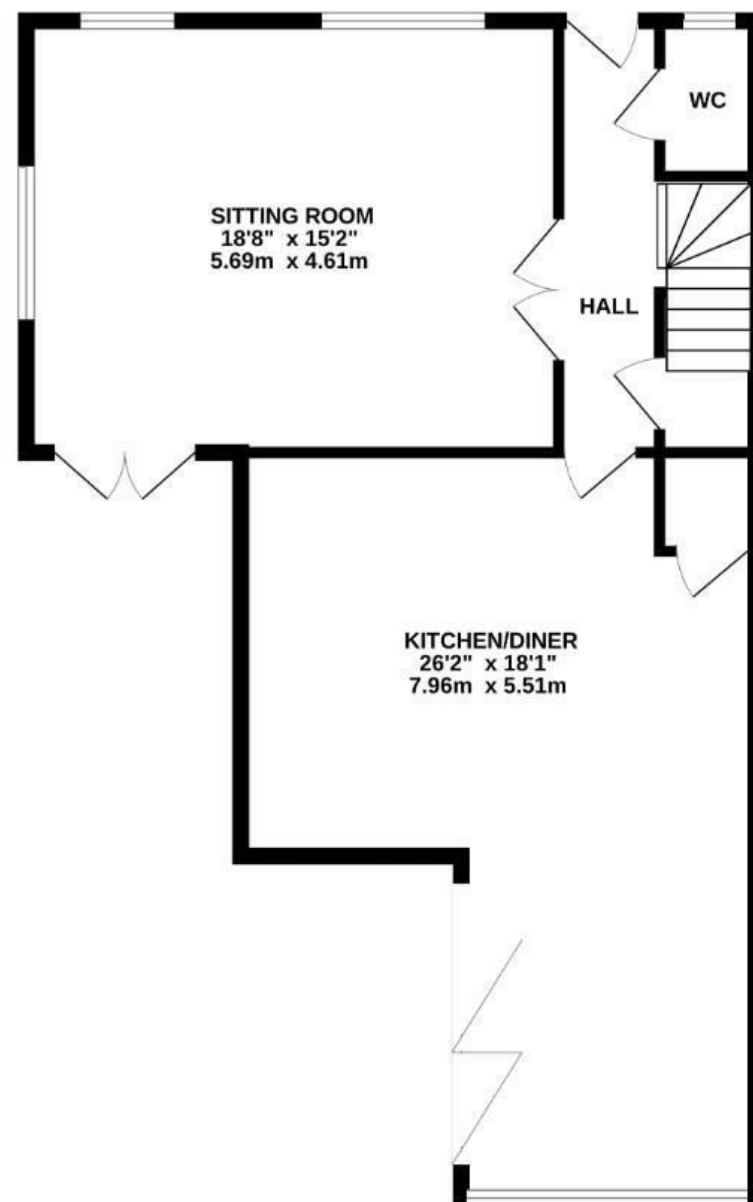 WC
SITTING ROOM
18'8" x 15'2"
5.69m x 4.61m
HALL
KITCHEN/DINER
26'2" x 18'1"
7.96m x 5.51m